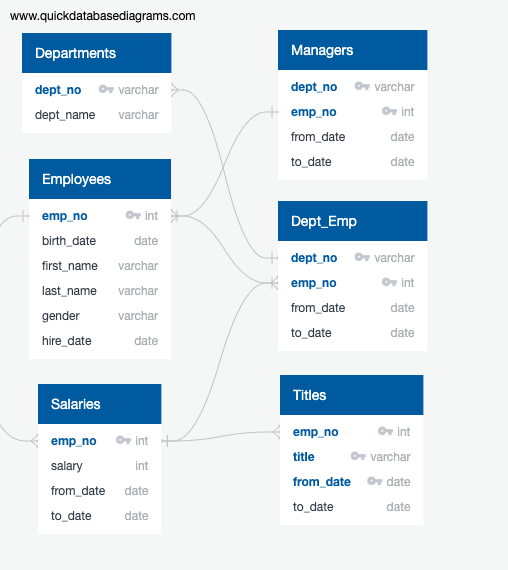 www.quickdatabasediagrams.com
Departments
dept_no varchar
dept_name varchar
Managers
dept_no varchar
emp_no int
from_date date
to_date date
Employees
emp_no int
birth_date date
first_name varchar
last_name varchar
gender varchar
hire_date date
Dept_Emp
dept_no varchar
emp_no int
from_date date
to_date date
Salaries
emp_no int
salary int
from_date date
to_date date
Titles
emp_no int
title varchar
from_date date
to_date date